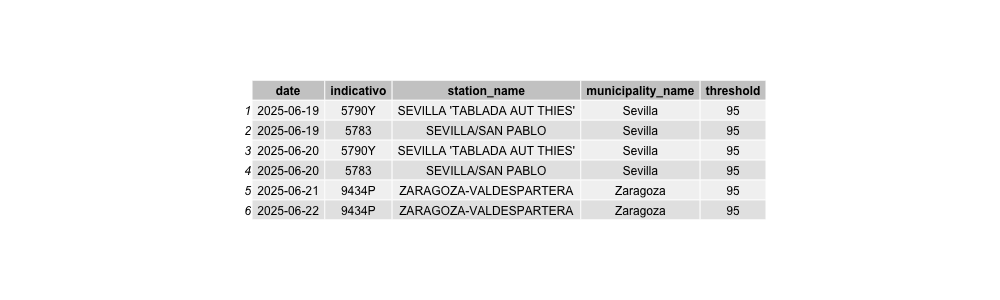 date indicativo station_name municipality_name threshold
1 2025-06-19 5790Y SEVILLA 'TABLADA AUT THIES' Sevilla 95
2 2025-06-19 5783 SEVILLA/SAN PABLO Sevilla 95
3 2025-06-20 5790Y SEVILLA 'TABLADA AUT THIES' Sevilla 95
4 2025-06-20 5783 SEVILLA/SAN PABLO Sevilla 95
5 2025-06-21 9434P ZARAGOZA-VALDESPARTERA Zaragoza 95
6 2025-06-22 9434P ZARAGOZA-VALDESPARTERA Zaragoza 95